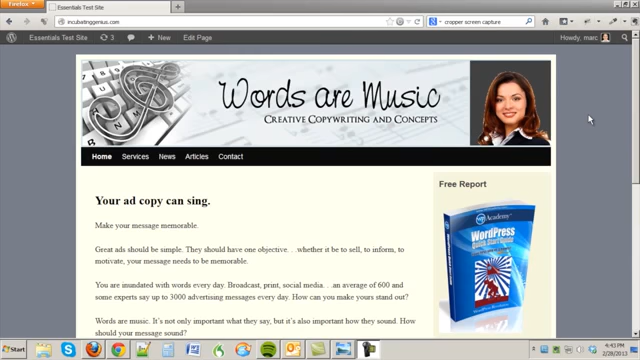 Firefox
Essentials Test Site
incubatinggenius.com
cropper screen capture
Essentials Test Site
3
New
Edit Page
Howdy, marc
Words are Music
Creative Copywriting and Concepts
Home
Services
News
Articles
Contact
Your ad copy can sing.
Make your message memorable.
Great ads should be simple. They should have one objective. . .whether it be to sell, to inform, to
motivate, your message needs to be memorable.
You are inundated with words every day. Broadcast, print, social media. . .an average of 600 and
some experts say up to 3000 advertising messages every day. How can you make yours stand out?
Words are music. It's not only important what they say, but it's also important how they sound. How
should your message sound?
Free Report
Academy
WordPress
Quick Start Guide
Start
4:43 PM
2/28/2013